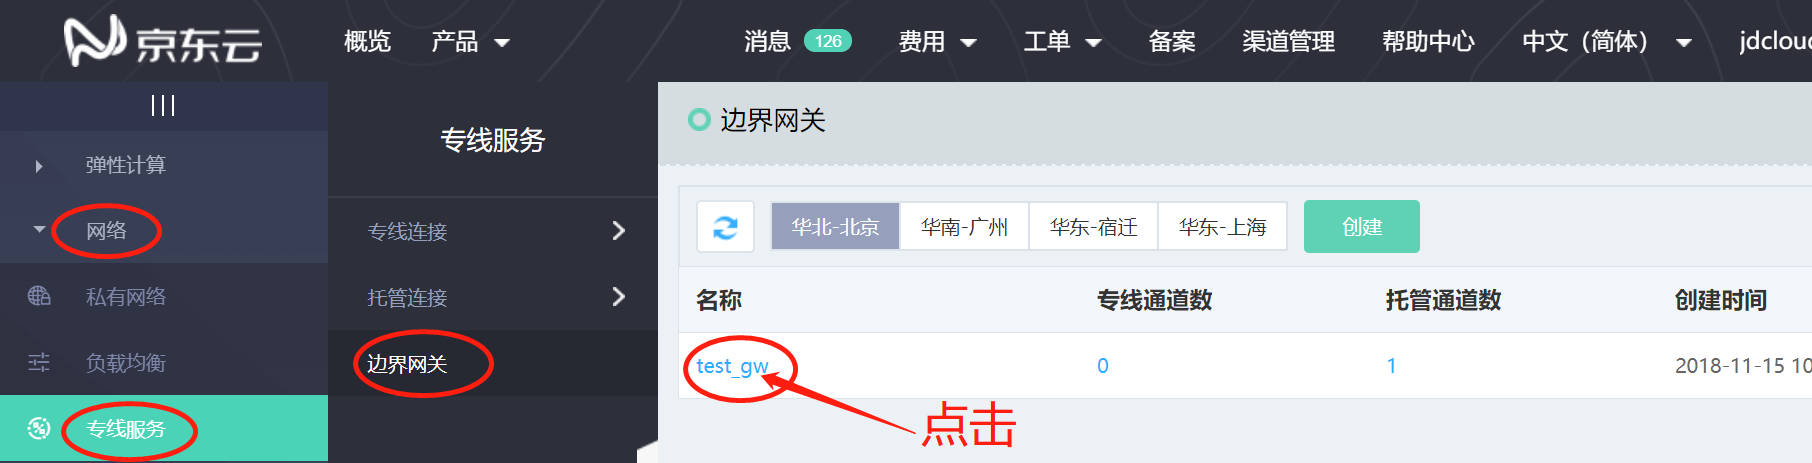 京东云 概览 产品 消息 126 费用 工单 备案 渠道管理 帮助中心 中文（简体） jdcloud
弹性计算
网络
私有网络
负载均衡
专线服务
专线服务
专线连接
托管连接
边界网关
边界网关
华北-北京 华南-广州 华东-宿迁 华东-上海 创建
名称 专线通道数 托管通道数 创建时间
test_gw 0 1 2018-11-15 10
点击